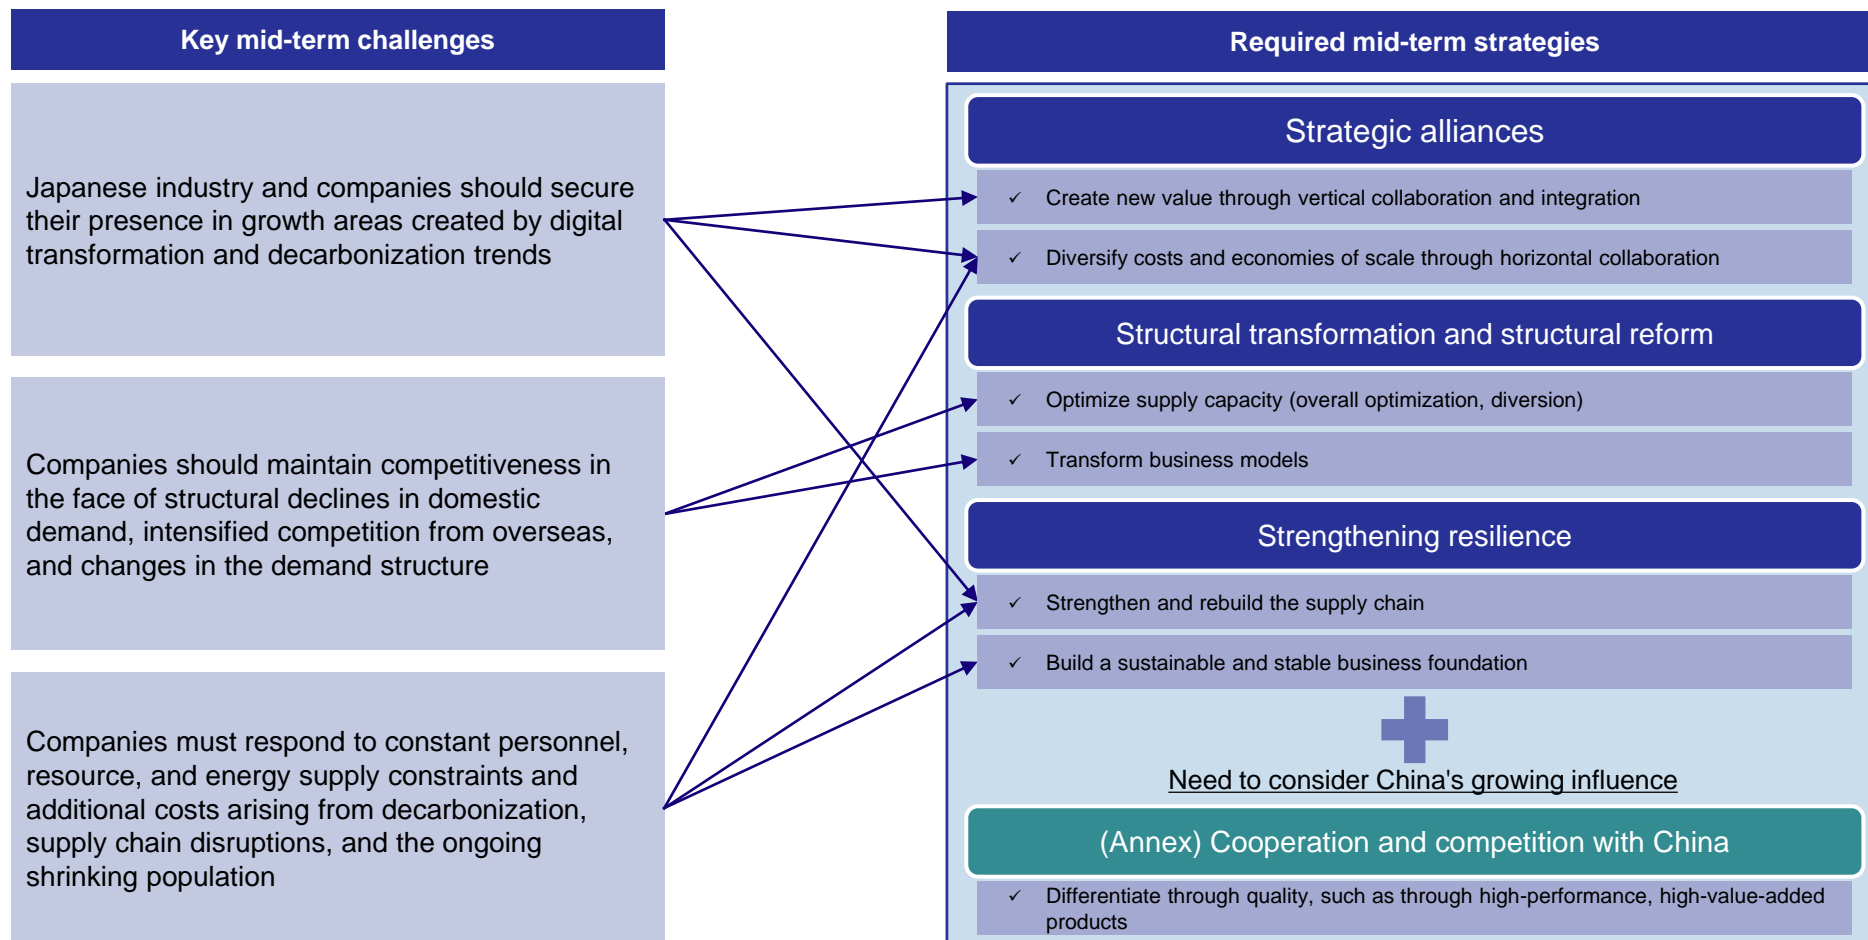 Key mid-term challenges
Japanese industry and companies should secure
their presence in growth areas created by digital
transformation and decarbonization trends
Companies should maintain competitiveness in
the face of structural declines in domestic
demand, intensified competition from overseas,
and changes in the demand structure
Companies must respond to constant personnel,
resource, and energy supply constraints and
additional costs arising from decarbonization,
supply chain disruptions, and the ongoing
shrinking population
Required mid-term strategies
Strategic alliances
✓ Create new value through vertical collaboration and integration
✓ Diversify costs and economies of scale through horizontal collaboration
Structural transformation and structural reform
✓ Optimize supply capacity (overall optimization, diversion)
✓ Transform business models
Strengthening resilience
✓ Strengthen and rebuild the supply chain
✓ Build a sustainable and stable business foundation
Need to consider China's growing influence
(Annex) Cooperation and competition with China
✓ Differentiate through quality, such as through high-performance, high-value-added
products